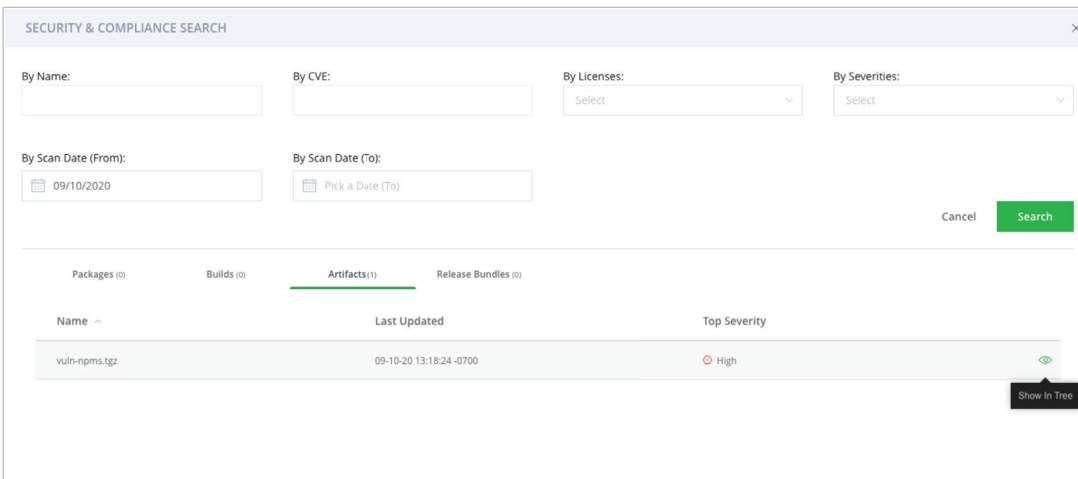 SECURITY & COMPLIANCE SEARCH
By Name: By CVE: By Licenses: By Severities:
Select Select
By Scan Date (From): By Scan Date (To):
09/10/2020 Pick a Date (To)
Cancel Search
Packages (0) Builds (0) Artifacts (1) Release Bundles (0)
Name Last Updated Top Severity
vuln-npms.tgz 09-10-20 13:18:24 -0700 High
Show In Tree